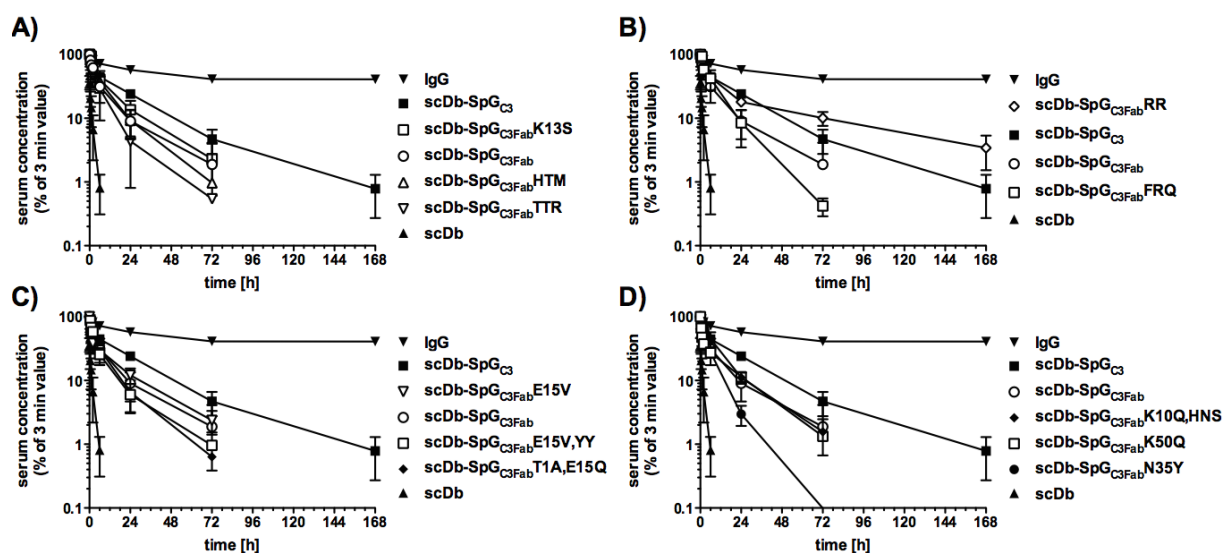 A)
serum concentration
(% of 3 min value)
100
10
1
0.1
0 24 48 72 96 120 144 168
time [h]
IgG
scDb-SpGC3
scDb-SpGC3FabK13S
scDb-SpGC3Fab
scDb-SpGC3FabHTM
scDb-SpGC3FabTTR
scDb
B)
serum concentration
(% of 3 min value)
100
10
1
0.1
0 24 48 72 96 120 144 168
time [h]
IgG
scDb-SpGC3FabRR
scDb-SpGC3
scDb-SpGC3Fab
scDb-SpGC3FabFRQ
scDb
C)
serum concentration
(% of 3 min value)
100
10
1
0.1
0 24 48 72 96 120 144 168
time [h]
IgG
scDb-SpGC3
scDb-SpGC3FabE15V
scDb-SpGC3Fab
scDb-SpGC3FabE15V,YY
scDb-SpGC3FabT1A,E15Q
scDb
D)
serum concentration
(% of 3 min value)
100
10
1
0.1
0 24 48 72 96 120 144 168
time [h]
IgG
scDb-SpGC3
scDb-SpGC3Fab
scDb-SpGC3FabK10Q,HNS
scDb-SpGC3FabK50Q
scDb-SpGC3FabN35Y
scDb